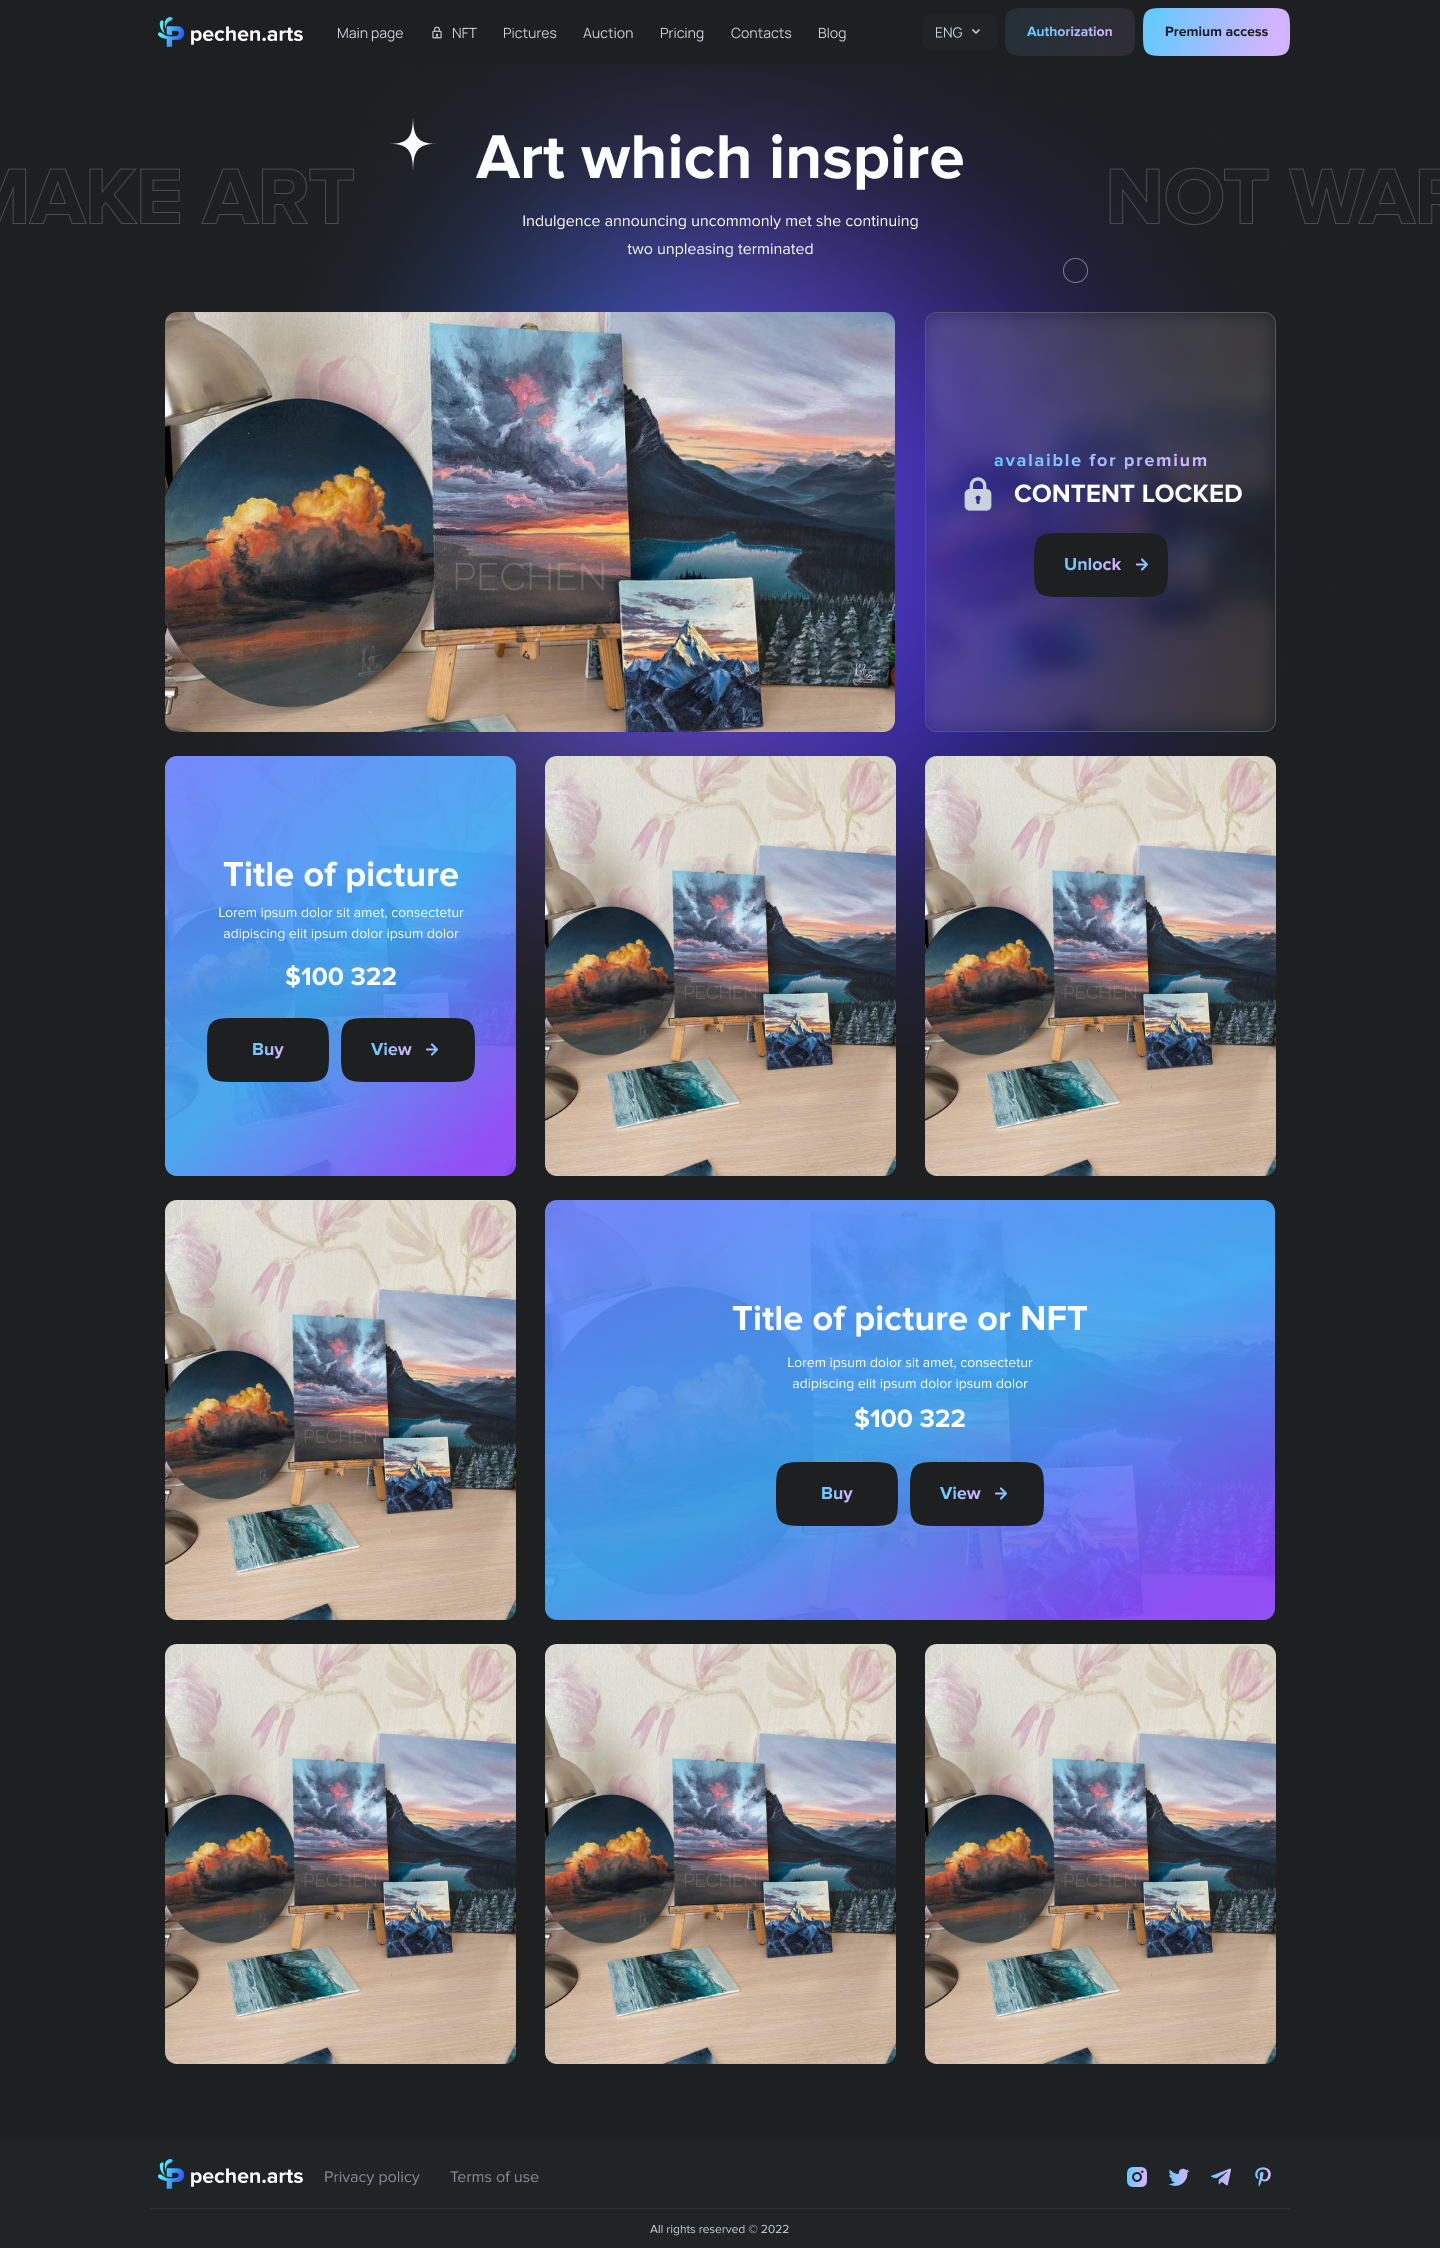 pechen.arts
Main page
NFT
Pictures
Auction
Pricing
Contacts
Blog
ENG
Authorization
Premium access
MAKE ART
NOT WAR
Art which inspire
Indulgence announcing uncommonly met she continuing
two unpleasing terminated
PECHEN
avalaible for premium
CONTENT LOCKED
Unlock
Title of picture
Lorem ipsum dolor sit amet, consectetur
adipiscing elit ipsum dolor ipsum dolor
$100 322
Buy
View
PECHEN
PECHEN
PECHEN
Title of picture or NFT
Lorem ipsum dolor sit amet, consectetur
adipiscing elit ipsum dolor ipsum dolor
$100 322
Buy
View
PECHEN
PECHEN
PECHEN
pechen.arts
Privacy policy
Terms of use
All rights reserved © 2022